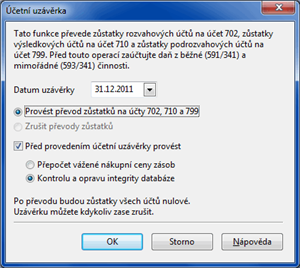 Účetní uzávěrka
Tato funkce převede zůstatky rozvahových účtů na účet 702, zůstatky
výsledkových účtů na účet 710 a zůstatky podrozvahových účtů na
účet 799. Před touto operací zaúčtujte daň z běžné (591/341) a
mimořádné (593/341) činnosti.
Datum uzávěrky 31.12.2011
Provést převod zůstatků na účty 702, 710 a 799
Zrušit převody zůstatků
Před provedením účetní uzávěrky provést
Přepočet vážené nákupní ceny zásob
Kontrolu a opravu integrity databáze
Po převodu budou zůstatky všech účtů nulové.
Uzávěrku můžete kdykoliv zase zrušit.
OK Storno Nápověda